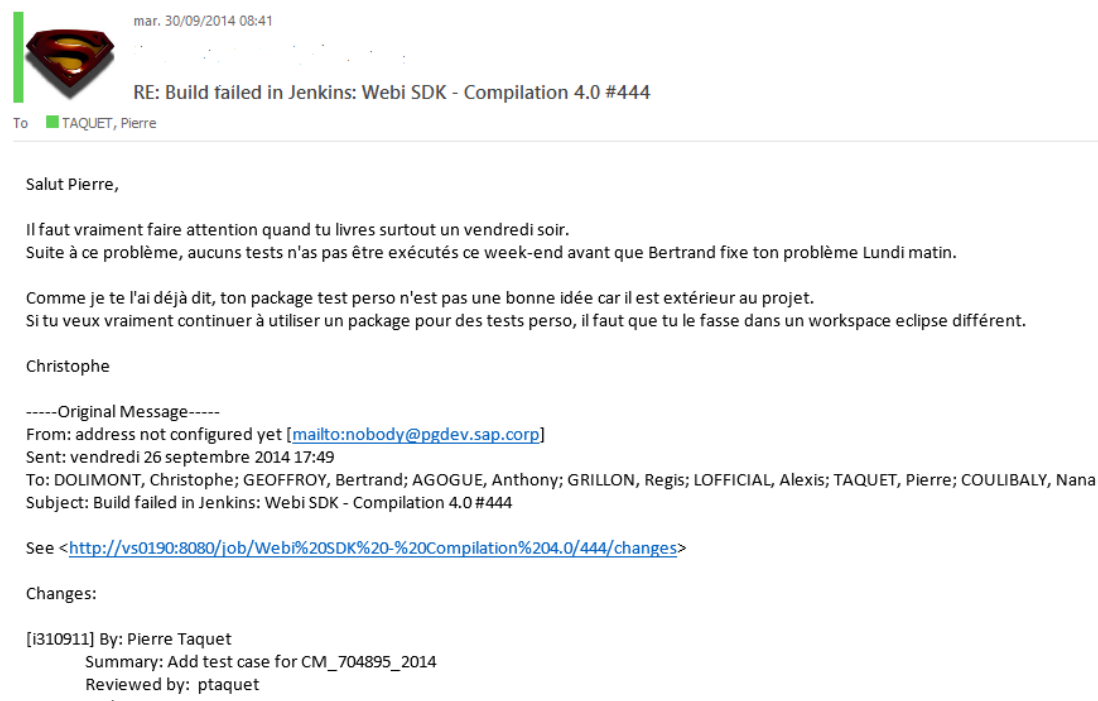 mar. 30/09/2014 08:41
RE: Build failed in Jenkins: Webi SDK - Compilation 4.0 #444
To TAQUET, Pierre
Salut Pierre,
Il faut vraiment faire attention quand tu livres surtout un vendredi soir.
Suite à ce problème, aucuns tests n'as pas être exécutés ce week-end avant que Bertrand fixe ton problème Lundi matin.
Comme je te l'ai déjà dit, ton package test perso n'est pas une bonne idée car il est extérieur au projet.
Si tu veux vraiment continuer à utiliser un package pour des tests perso, il faut que tu le fasse dans un workspace eclipse différent.
Christophe
-----Original Message-----
From: address not configured yet [mailto:nobody@pgdev.sap.corp]
Sent: vendredi 26 septembre 2014 17:49
To: DOLIMONT, Christophe; GEOFFROY, Bertrand; AGOGUE, Anthony; GRILLON, Regis; LOFFICIAL, Alexis; TAQUET, Pierre; COULIBALY, Nana
Subject: Build failed in Jenkins: Webi SDK - Compilation 4.0 #444
See <http://vs0190:8080/job/Webi%20SDK%20-%20Compilation%204.0/444/changes>
Changes:
[i310911] By: Pierre Taquet
Summary: Add test case for CM_704895_2014
Reviewed by: ptaquet